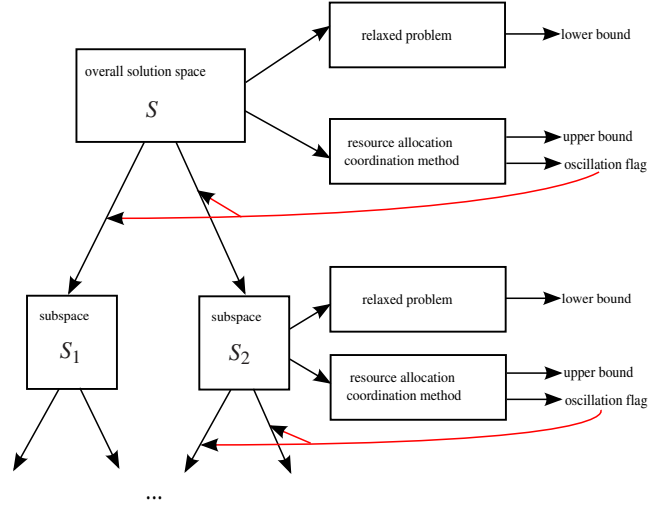 relaxed problem
lower bound
overall solution space
S
resource allocation
coordination method
upper bound
oscillation flag
subspace
S₁
subspace
S₂
relaxed problem
lower bound
resource allocation
coordination method
upper bound
oscillation flag
...